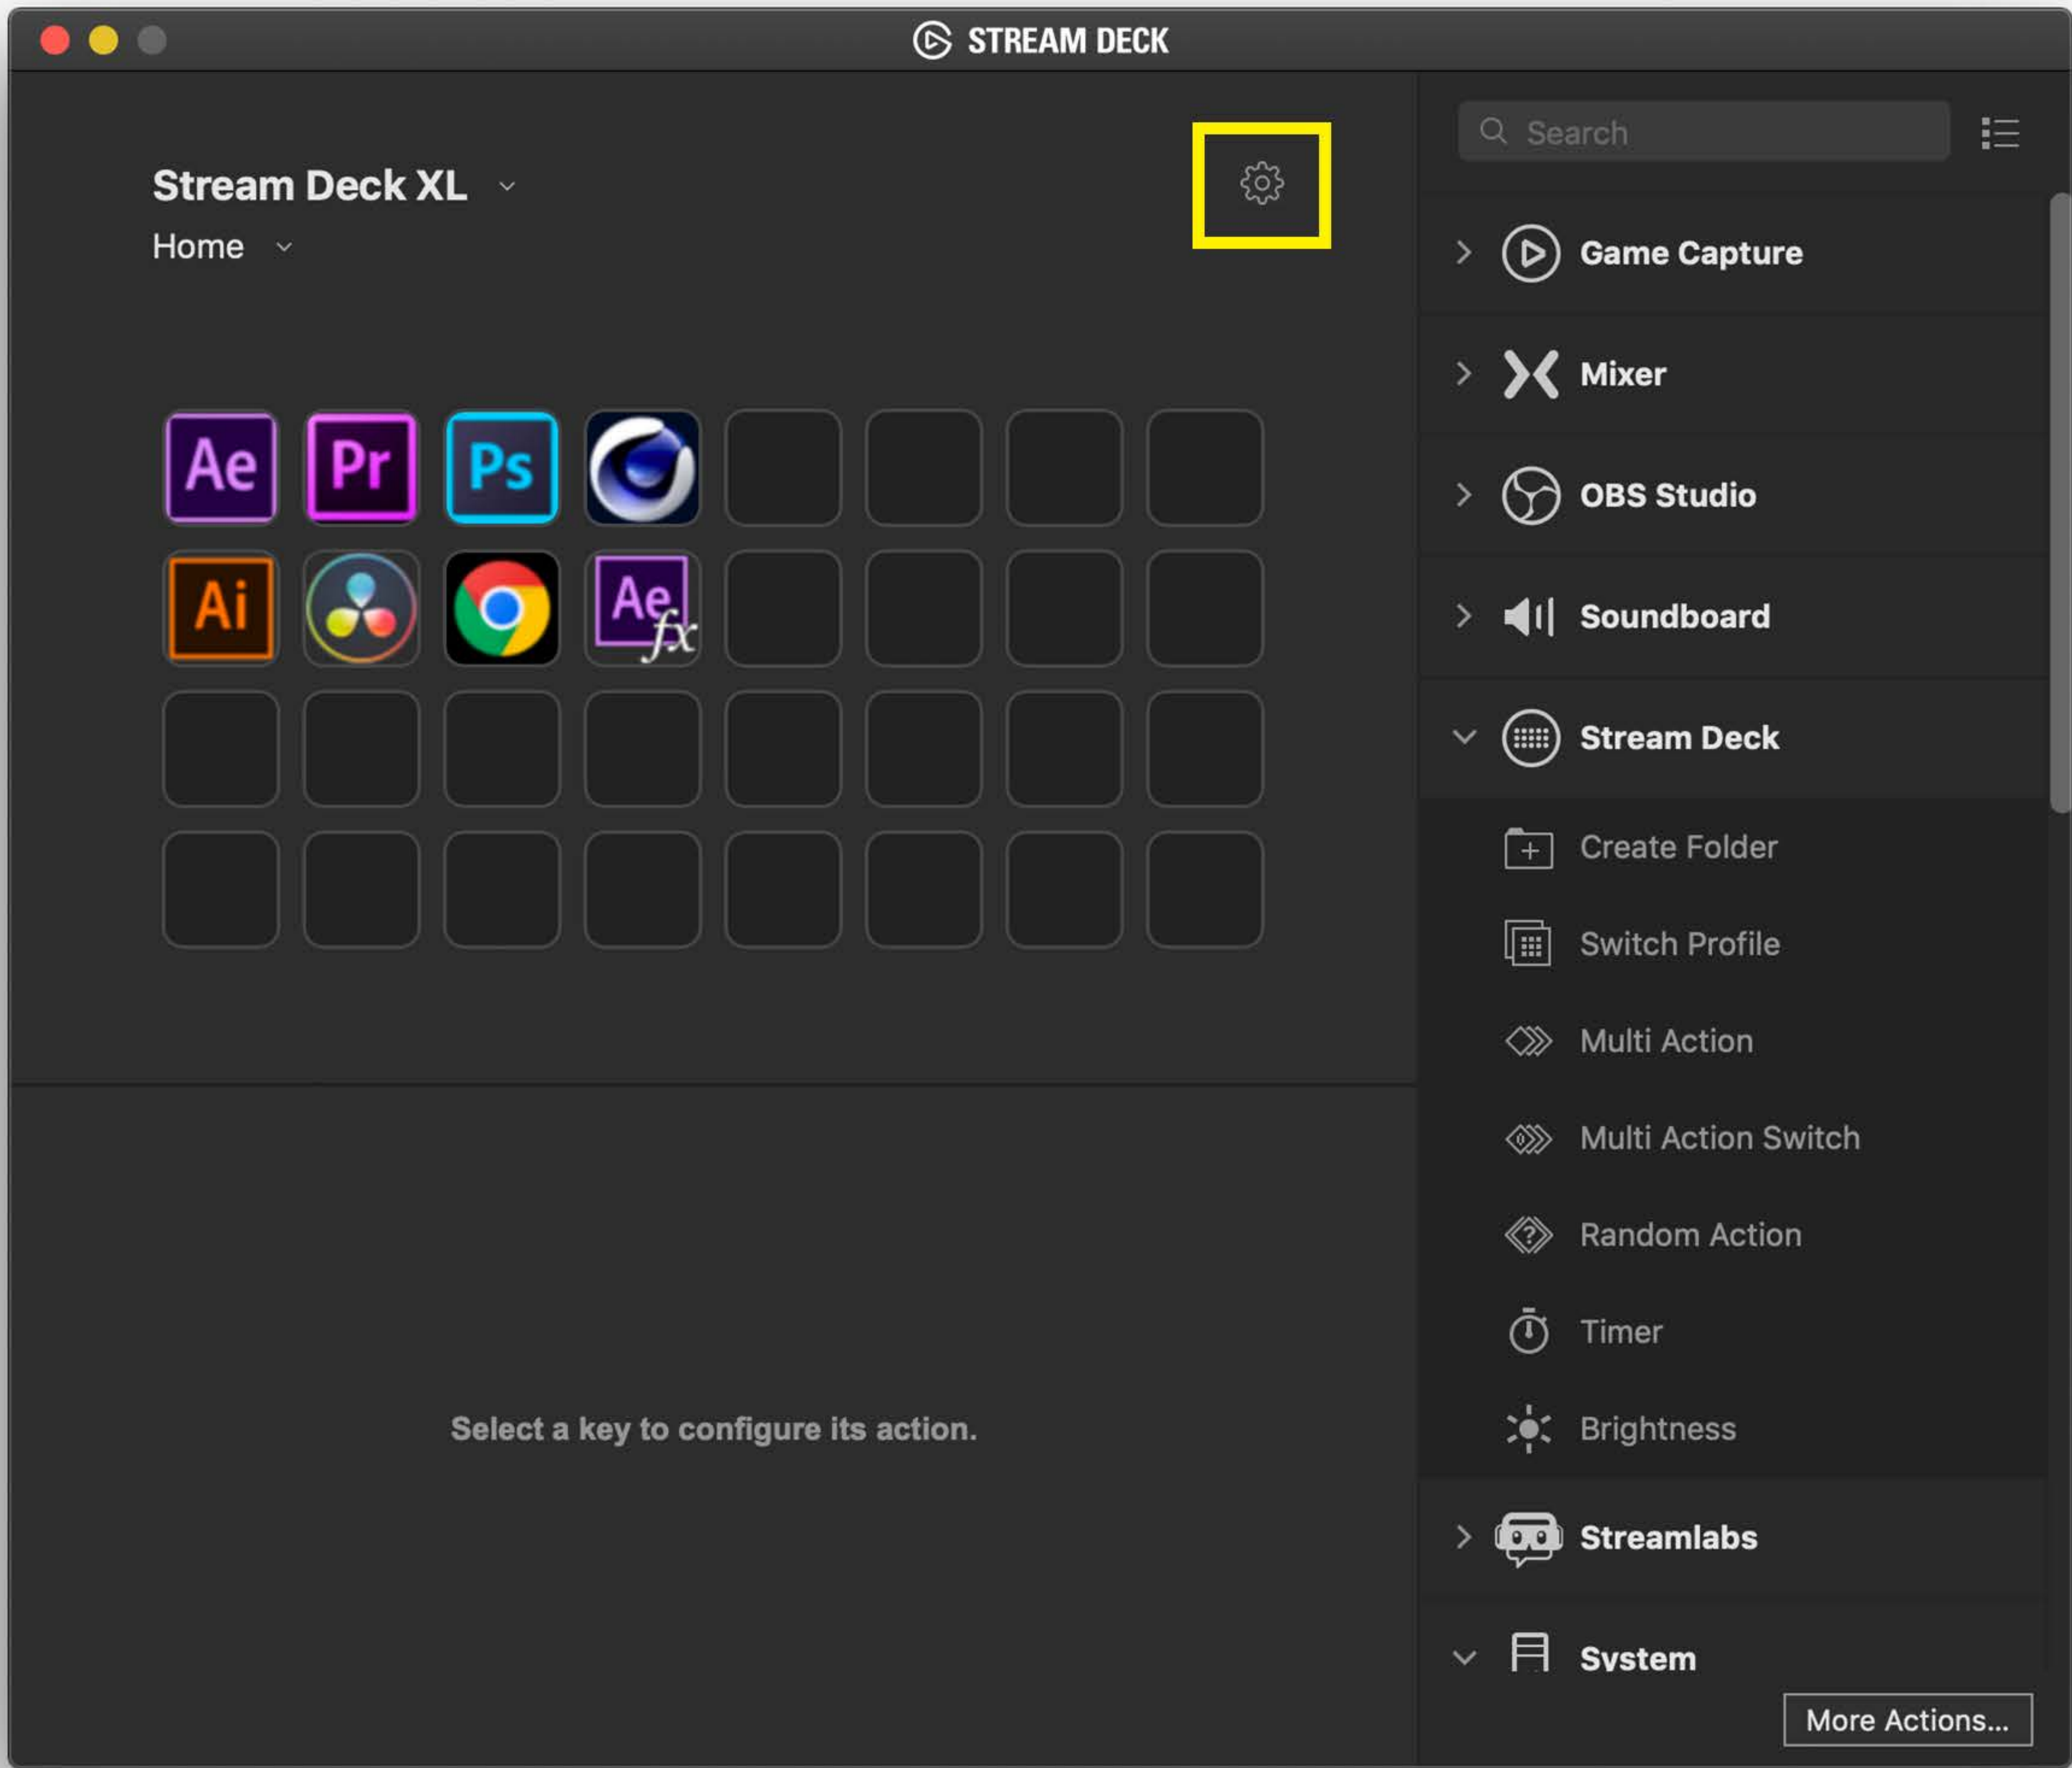 STREAM DECK
Stream Deck XL
Home
Ae
Pr
Ps
Ai
Ae
fx
Select a key to configure its action.
Search
Game Capture
Mixer
OBS Studio
Soundboard
Stream Deck
Create Folder
Switch Profile
Multi Action
Multi Action Switch
Random Action
Timer
Brightness
Streamlabs
System
More Actions...